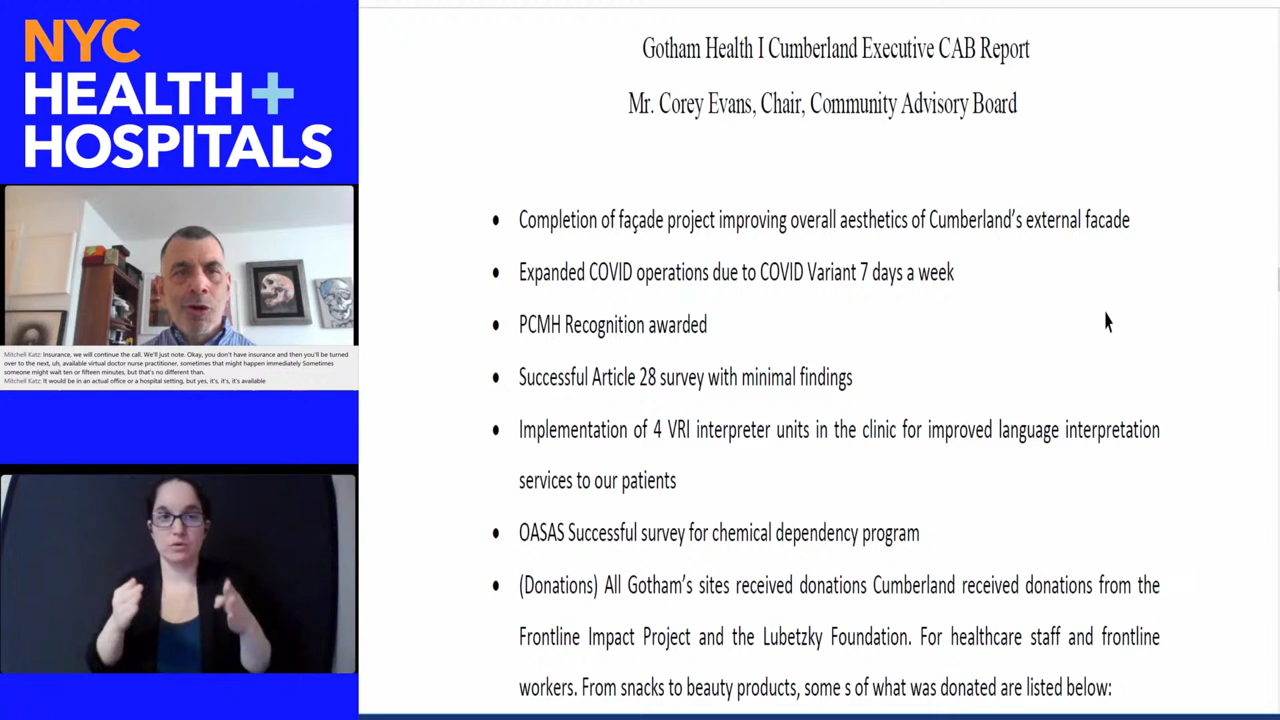 NYC
HEALTH+
HOSPITALS
Mitchell Katz: Insurance, we will continue the call. We'll just note. Okay, you don't have insurance and then you'll be turned
over to the next, uh, available virtual doctor nurse practitioner, sometimes that might happen immediately Sometimes
someone might wait ten or fifteen minutes, but that's no different than.
Mitchell Katz: It would be in an actual office or a hospital setting, but yes, it's, it's, it's available
Gotham Health I Cumberland Executive CAB Report
Mr. Corey Evans, Chair, Community Advisory Board
• Completion of façade project improving overall aesthetics of Cumberland's external facade
• Expanded COVID operations due to COVID Variant 7 days a week
• PCMH Recognition awarded
• Successful Article 28 survey with minimal findings
• Implementation of 4 VRI interpreter units in the clinic for improved language interpretation
services to our patients
• OASAS Successful survey for chemical dependency program
• (Donations) All Gotham's sites received donations Cumberland received donations from the
Frontline Impact Project and the Lubetzky Foundation. For healthcare staff and frontline
workers. From snacks to beauty products, some s of what was donated are listed below: